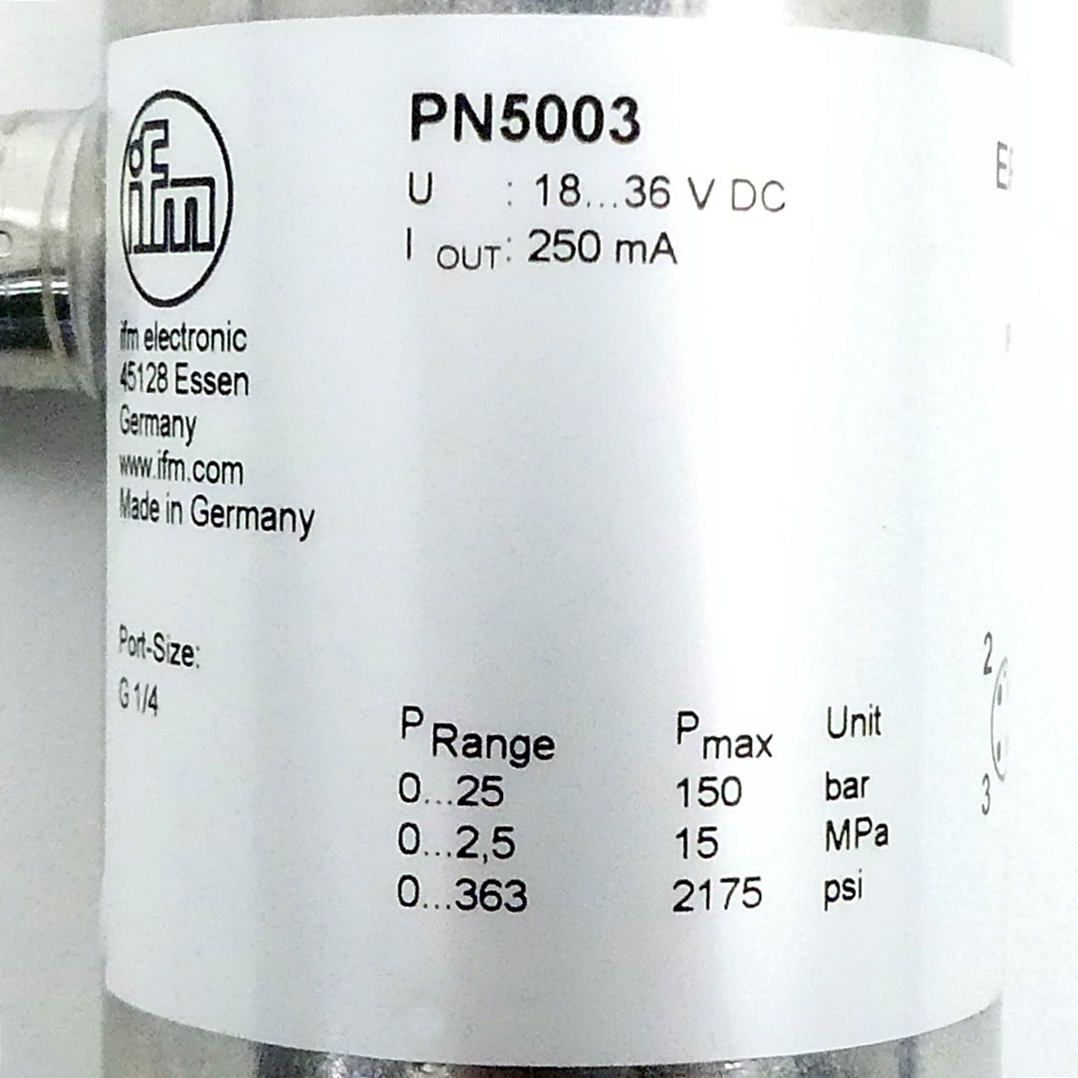 ifm
PN5003
U : 18...36 V DC
I OUT: 250 mA
ifm electronic
45128 Essen
Germany
www.ifm.com
Made in Germany
Port-Size:
G 1/4
P Range P max Unit
0...25 150 bar
0...2,5 15 MPa
0...363 2175 psi
2
3